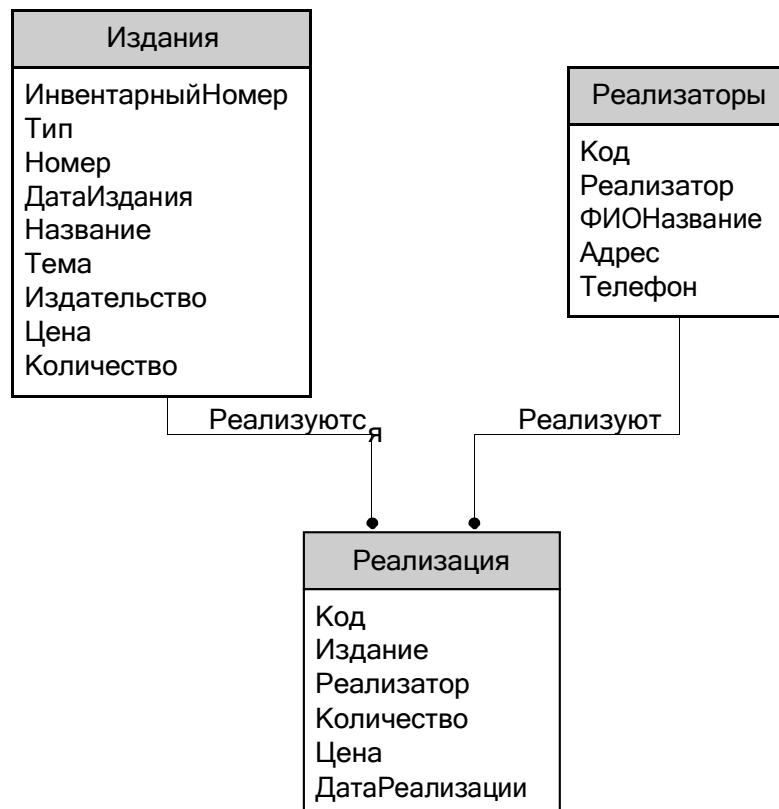 Издания
ИнвентарныйНомер
Тип
Номер
ДатаИздания
Название
Тема
Издательство
Цена
Количество
Реализаторы
Код
Реализатор
ФИОНазвание
Адрес
Телефон
Реализуются
Реализуют
Реализация
Код
Издание
Реализатор
Количество
Цена
ДатаРеализации